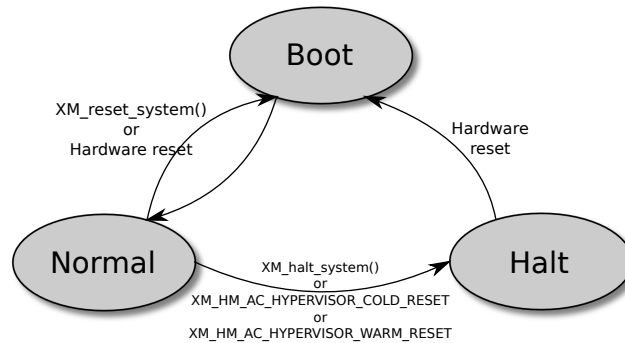 Boot
XM_reset_system()
or
Hardware reset
Hardware
reset
Normal
Halt
XM_halt_system()
or
XM_HM_AC_HYPERVISOR_COLD_RESET
or
XM_HM_AC_HYPERVISOR_WARM_RESET